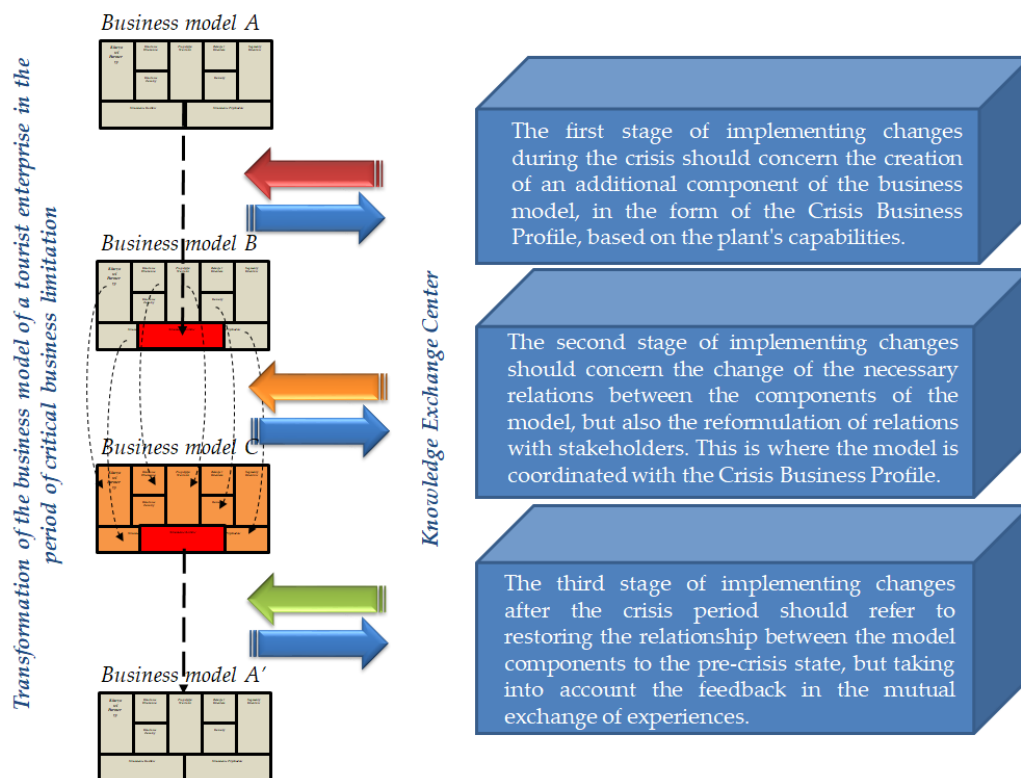 Transformation of the business model of a tourist enterprise in the
period of critical business limitation
Business model A
Business model B
Business model C
Business model A'
Knowledge Exchange Center
The first stage of implementing changes
during the crisis should concern the creation
of an additional component of the business
model, in the form of the Crisis Business
Profile, based on the plant's capabilities.
The second stage of implementing changes
should concern the change of the necessary
relations between the components of the
model, but also the reformulation of relations
with stakeholders. This is where the model
is coordinated with the Crisis Business Profile.
The third stage of implementing changes
after the crisis period should refer to
restoring the relationship between the model
components to the pre-crisis state, but taking
into account the feedback in the mutual
exchange of experiences.